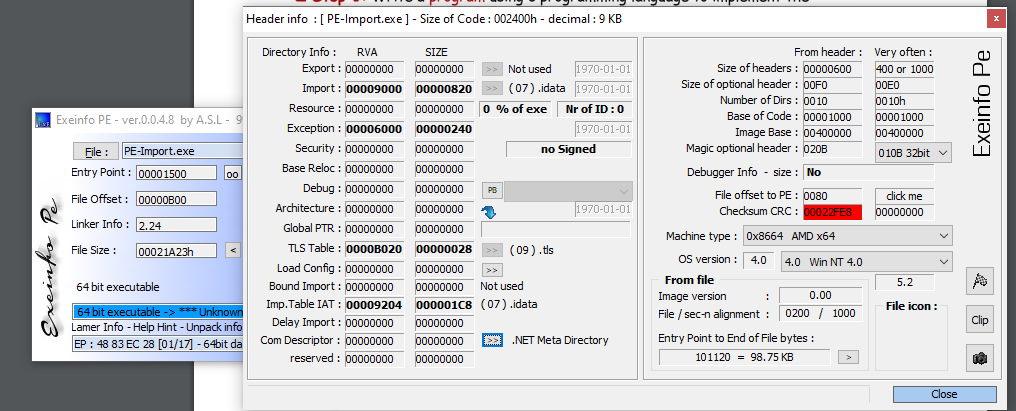 Header info : [ PE-Import.exe ] - Size of Code : 002400h - decimal : 9 KB
x
Directory Info : RVA SIZE
Export : 00000000 00000000 >> Not used 1970-01-01
Import : 00009000 00000820 >> ( 07 ) .idata 1970-01-01
Resource : 00000000 00000000 0 % of exe Nr of ID : 0
Exception : 00006000 00000240 1970-01-01
Security : 00000000 00000000 no Signed
Base Reloc : 00000000 00000000
Debug : 00000000 00000000 PB
Architecture : 00000000 00000000 1970-01-01
Global PTR : 00000000 00000000
TLS Table : 0000B020 00000028 >> ( 09 ) .tls
Load Config : 00000000 00000000 >>
Bound Import : 00000000 00000000 Not used
Imp.Table IAT : 00009204 000001C8 ( 07 ) .idata
Delay Import : 00000000 00000000
Com Descriptor : 00000000 00000000 >> .NET Meta Directory
reserved : 00000000 00000000
From header : Very often :
Size of headers : 00000600 400 or 1000
Size of optional header : 00F0 00E0
Number of Dirs : 0010 0010h
Base of Code : 00001000 00001000
Image Base : 00400000 00400000
Magic optional header : 020B 010B 32bit
Debugger Info - size : No
File offset to PE : 0080 click me
Checksum CRC : 00022FE8 00000000
Machine type : 0x8664 AMD x64
OS version : 4.0 4.0 Win NT 4.0
From file 5.2
Image version : 0.00
File / sec-n alignment : 0200 / 1000
Entry Point to End of File bytes :
101120 = 98.75 KB >
File icon :
Exeinfo Pe
Clip
Close
Exeinfo PE - ver.0.0.4.8 by A.S.L - 9
File : PE-Import.exe
Entry Point : 00001500 oo
File Offset : 00000B00
Linker Info : 2.24
File Size : 00021A23h <
64 bit executable
64 bit executable -> *** Unknown
Lamer Info - Help Hint - Unpack info
EP : 48 83 EC 28 [01/17] - 64bit da
Exeinfo Pe